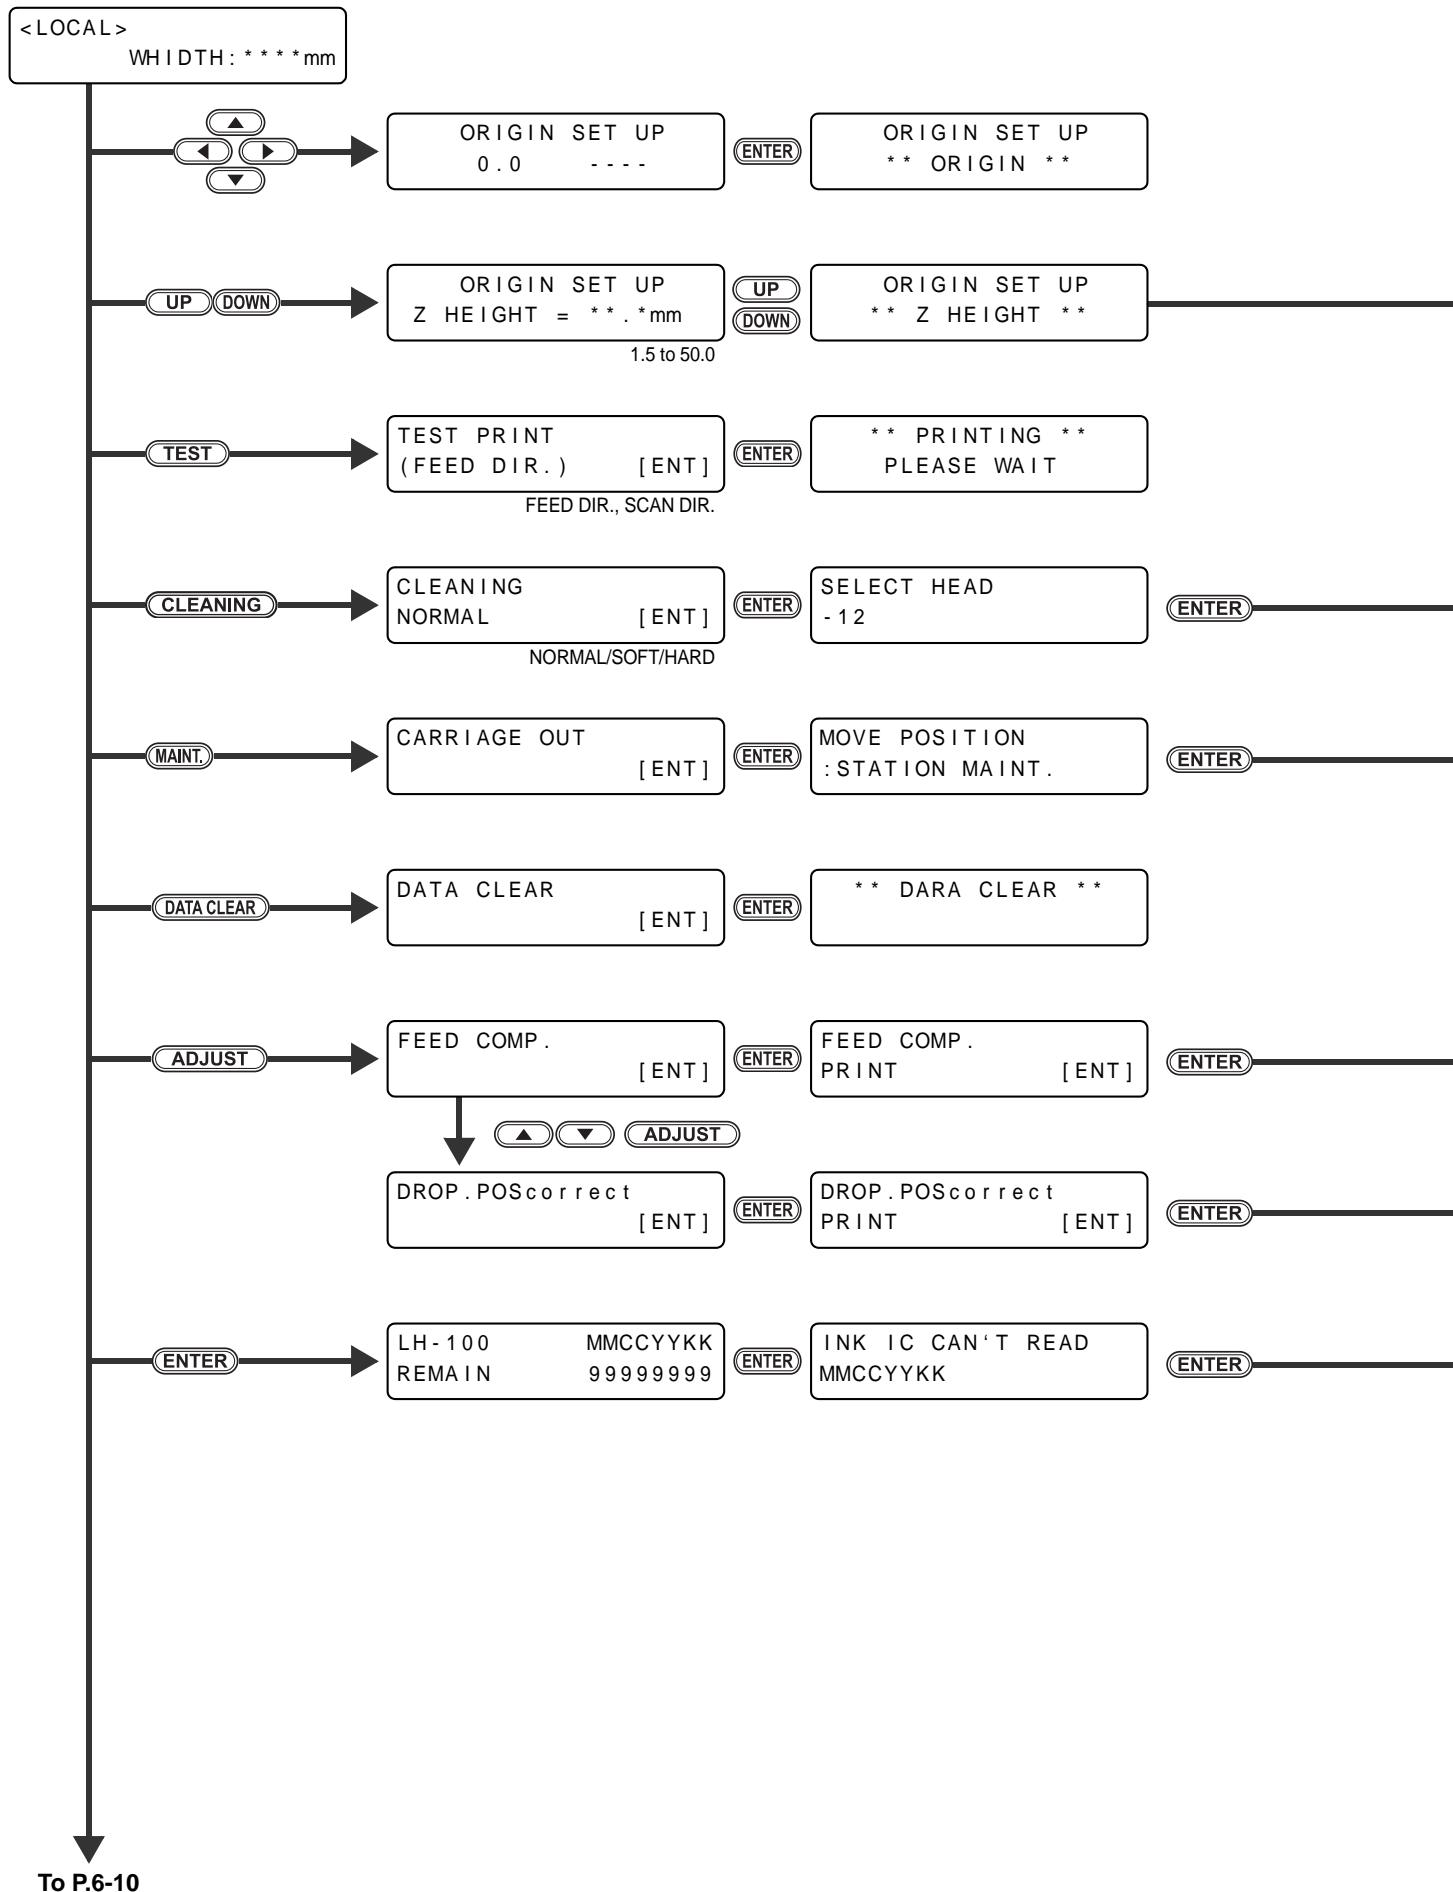 <LOCAL>
WHIDTH:****mm
ORIGIN SET UP
0.0 ----
ENTER
ORIGIN SET UP
** ORIGIN **
UP DOWN
ORIGIN SET UP
Z HEIGHT = **.*mm
1.5 to 50.0
UP
DOWN
ORIGIN SET UP
** Z HEIGHT **
TEST
TEST PRINT
(FEED DIR.) [ENT]
FEED DIR., SCAN DIR.
ENTER
** PRINTING **
PLEASE WAIT
CLEANING
CLEANING
NORMAL [ENT]
NORMAL/SOFT/HARD
ENTER
SELECT HEAD
-12
ENTER
MAINT.
CARRIAGE OUT
[ENT]
ENTER
MOVE POSITION
:STATION MAINT.
ENTER
DATA CLEAR
DATA CLEAR
[ENT]
ENTER
** DARA CLEAR **
ADJUST
FEED COMP.
[ENT]
ENTER
FEED COMP.
PRINT [ENT]
ENTER
ADJUST
DROP.POScorrect
[ENT]
ENTER
DROP.POScorrect
PRINT [ENT]
ENTER
ENTER
LH-100 MMCCYYKK
REMAIN 99999999
ENTER
INK IC CAN‘T READ
MMCCYYKK
ENTER
To P.6-10